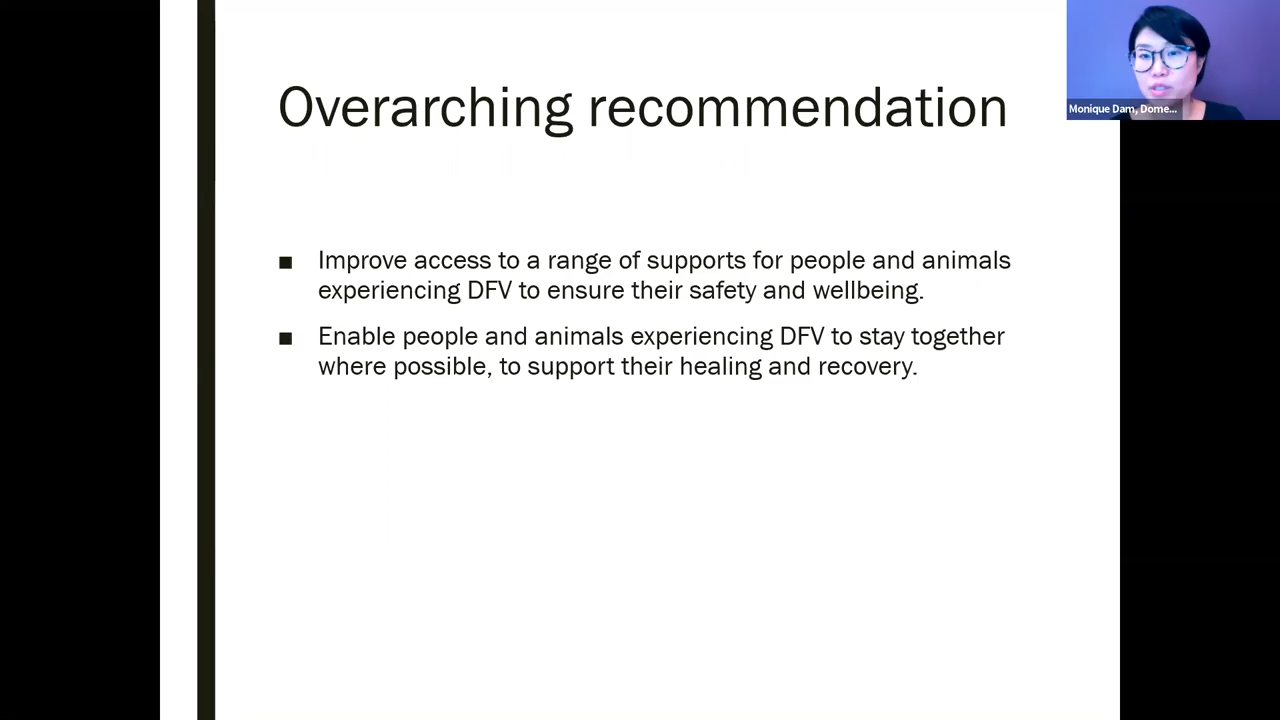 Overarching recommendation
Monique Dam, Dome...
■ Improve access to a range of supports for people and animals
experiencing DFV to ensure their safety and wellbeing.
■ Enable people and animals experiencing DFV to stay together
where possible, to support their healing and recovery.